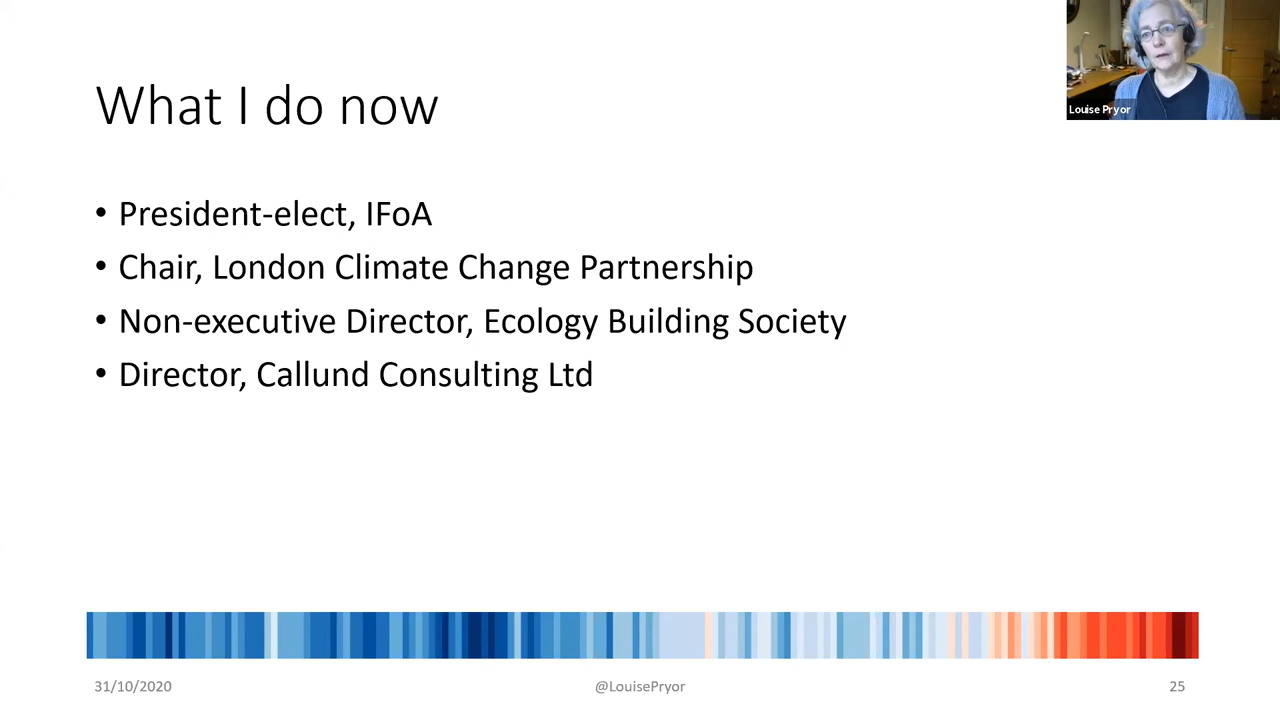 Louise Pryor
What I do now
• President-elect, IFoA
• Chair, London Climate Change Partnership
• Non-executive Director, Ecology Building Society
• Director, Callund Consulting Ltd
31/10/2020
@LouisePryor
25